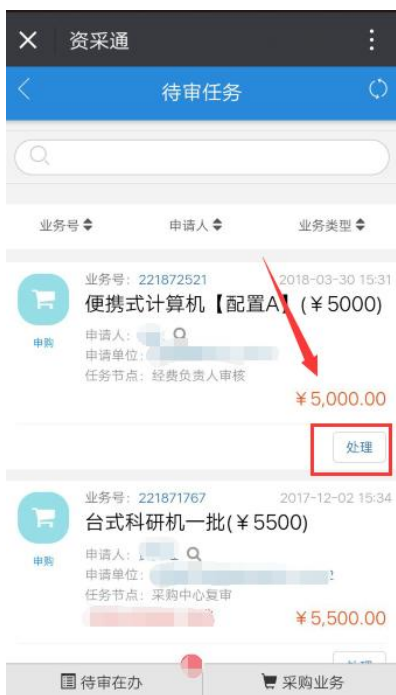 资采通
待审任务
业务号 申请人 业务类型
业务号: 221872521 2018-03-30 15:31
便携式计算机【配置A】(￥5000)
申购
申请人:
申请单位:
任务节点: 经费负责人审核
￥5,000.00
处理
业务号: 221871767 2017-12-02 15:34
台式科研机一批(￥5500)
申购
申请人:
申请单位:
任务节点: 采购中心复审
￥5,500.00
待审在办 采购业务